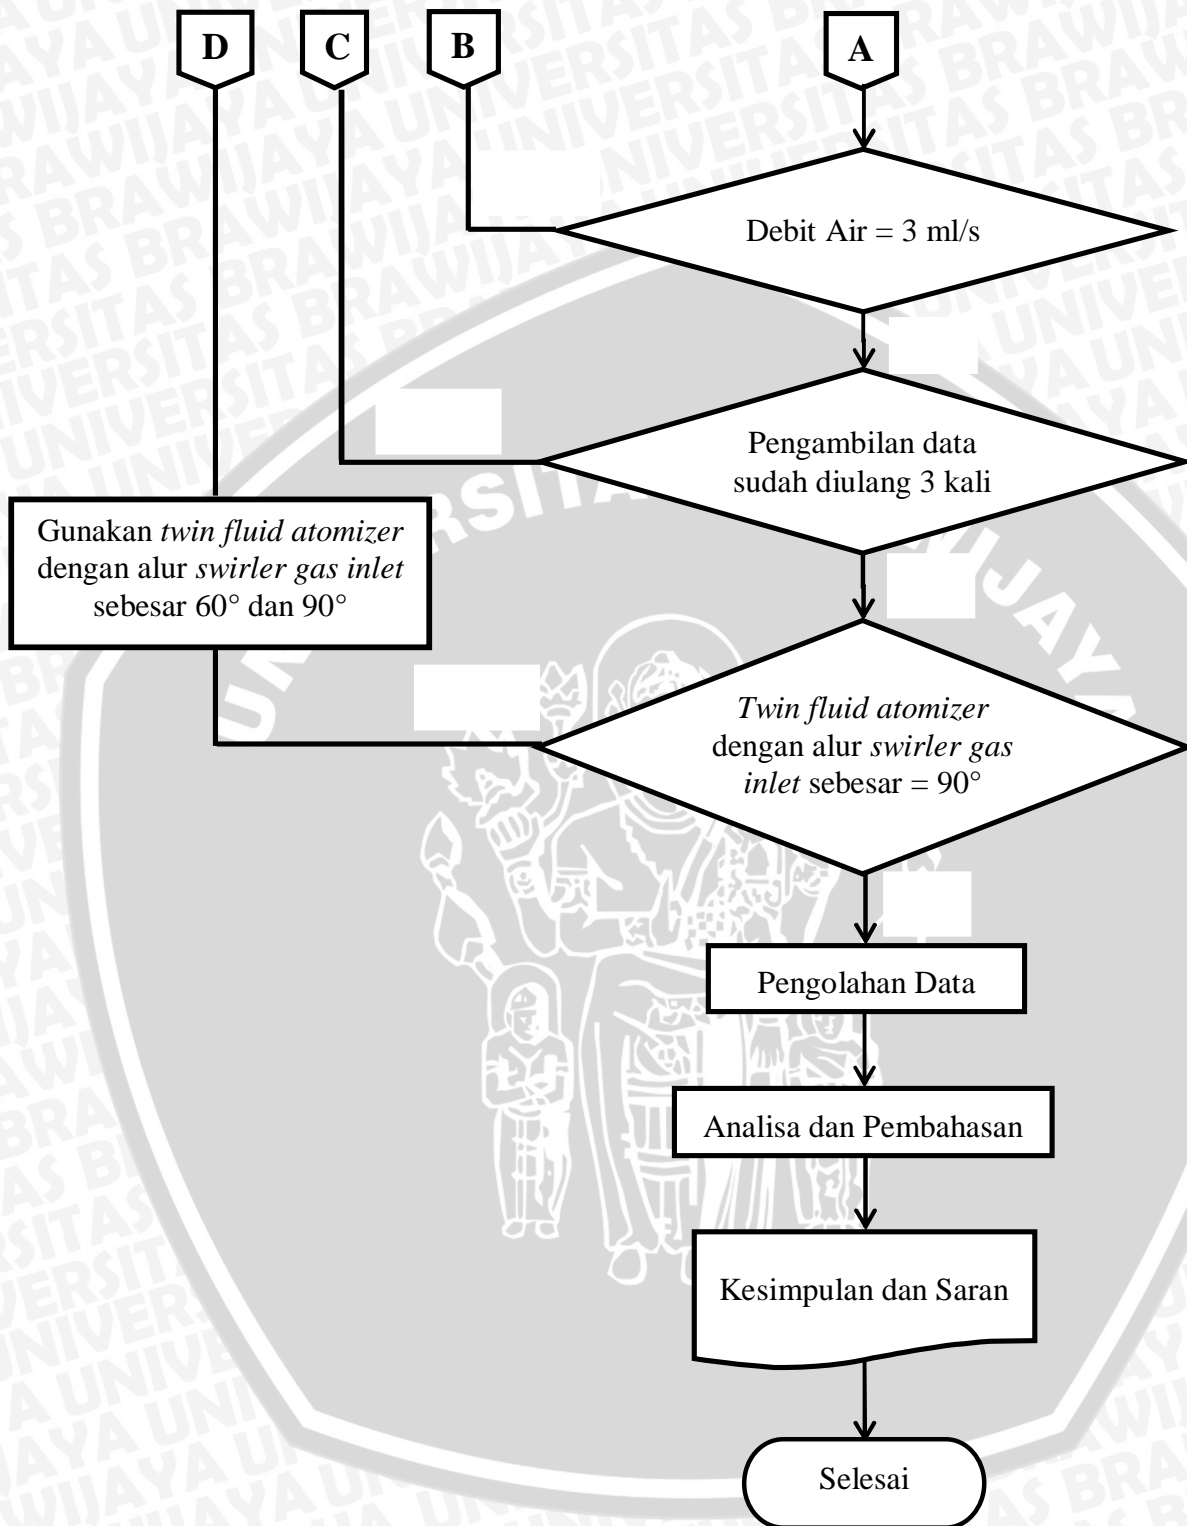 D
C
B
A
Debit Air = 3 ml/s
Pengambilan data
sudah diulang 3 kali
Gunakan twin fluid atomizer
dengan alur swirler gas inlet
sebesar 60° dan 90°
Twin fluid atomizer
dengan alur swirler gas
inlet sebesar = 90°
Pengolahan Data
Analisa dan Pembahasan
Kesimpulan dan Saran
Selesai